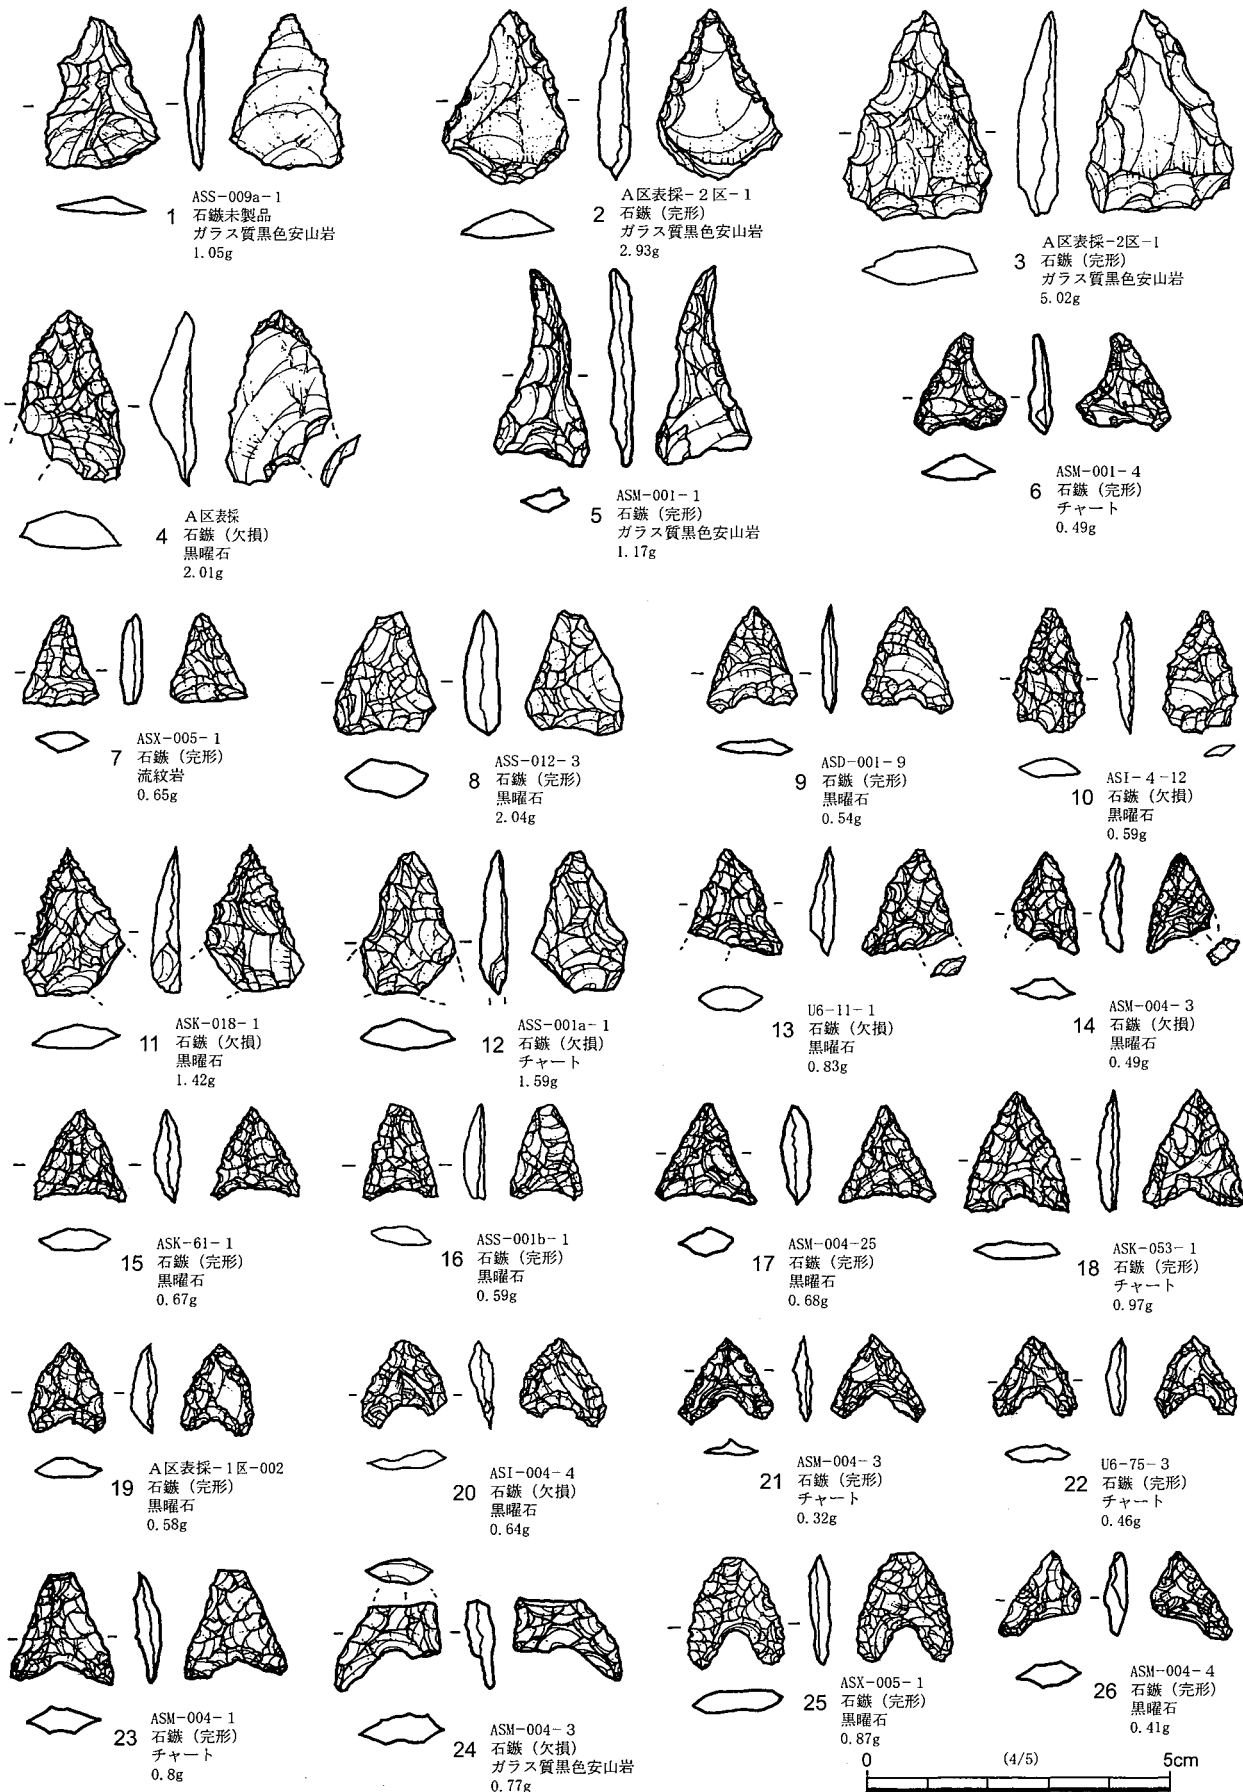 1
ASS-009a-1
石鏃未製品
ガラス質黒色安山岩
1.05g
2
A区表採-2区-1
石鏃（完形）
ガラス質黒色安山岩
2.93g
3
A区表採-2区-1
石鏃（完形）
ガラス質黒色安山岩
5.02g
4
A区表採
石鏃（欠損）
黒曜石
2.01g
5
ASM-001-1
石鏃（完形）
ガラス質黒色安山岩
1.17g
6
ASM-001-4
石鏃（完形）
チャート
0.49g
7
ASX-005-1
石鏃（完形）
流紋岩
0.65g
8
ASS-012-3
石鏃（完形）
黒曜石
2.04g
9
ASD-001-9
石鏃（完形）
黒曜石
0.54g
10
ASI-4-12
石鏃（欠損）
黒曜石
0.59g
11
ASK-018-1
石鏃（欠損）
黒曜石
1.42g
12
ASS-001a-1
石鏃（欠損）
チャート
1.59g
13
U6-11-1
石鏃（欠損）
黒曜石
0.83g
14
ASM-004-3
石鏃（欠損）
黒曜石
0.49g
15
ASK-61-1
石鏃（完形）
黒曜石
0.67g
16
ASS-001b-1
石鏃（完形）
黒曜石
0.59g
17
ASM-004-25
石鏃（完形）
黒曜石
0.68g
18
ASK-053-1
石鏃（完形）
チャート
0.97g
19
A区表採-1区-002
石鏃（完形）
黒曜石
0.58g
20
ASI-004-4
石鏃（欠損）
黒曜石
0.64g
21
ASM-004-3
石鏃（完形）
チャート
0.32g
22
U6-75-3
石鏃（完形）
チャート
0.46g
23
ASM-004-1
石鏃（完形）
チャート
0.8g
24
ASM-004-3
石鏃（欠損）
ガラス質黒色安山岩
0.77g
25
ASX-005-1
石鏃（完形）
黒曜石
0.87g
26
ASM-004-4
石鏃（完形）
黒曜石
0.41g
0 (4/5) 5cm